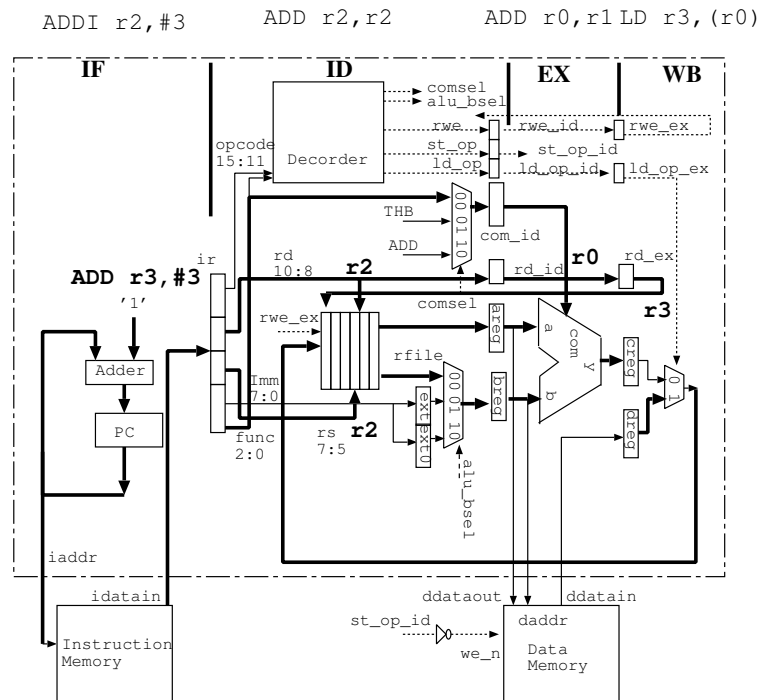 ADDI r2,#3
ADD r2,r2
ADD r0,r1
LD r3,(r0)
IF
ID
EX
WB
comsel
alu_bsel
rwe
rwe_id
rwe_ex
opcode
15:11
Decorder
st_op
st_op_id
ld_op
ld_op_id
ld_op_ex
THB
ADD
00 01 10
com_id
ir
rd
10:8
r2
r0
rd_id
rd_ex
r3
ADD r3,#3
'1'
comsel
rwe_ex
areg
a
com
y
creg
Adder
rfile
Imm
7:0
00 01 10
breg
b
0 1
ext
ext0
dreg
PC
func
2:0
rs
7:5
r2
alu_bsel
iaddr
idatain
ddataout
ddatain
st_op_id
we_n
daddr
Instruction
Memory
Data
Memory